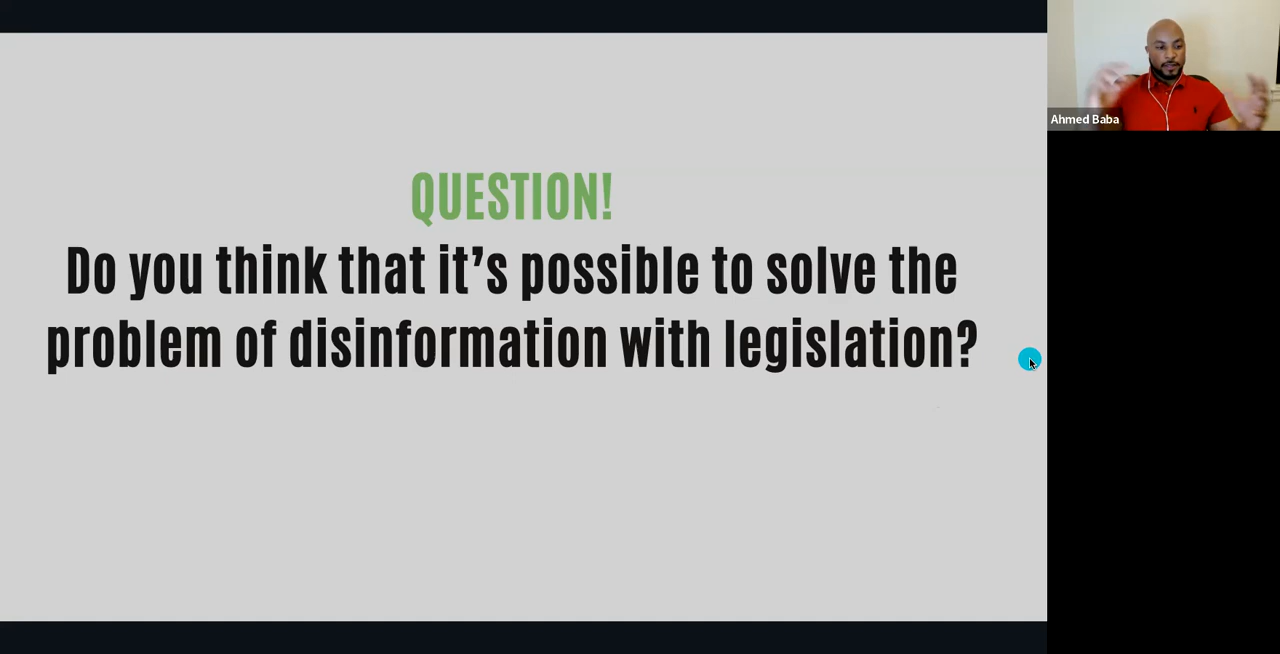 QUESTION!
Do you think that it’s possible to solve the
problem of disinformation with legislation?
Ahmed Baba